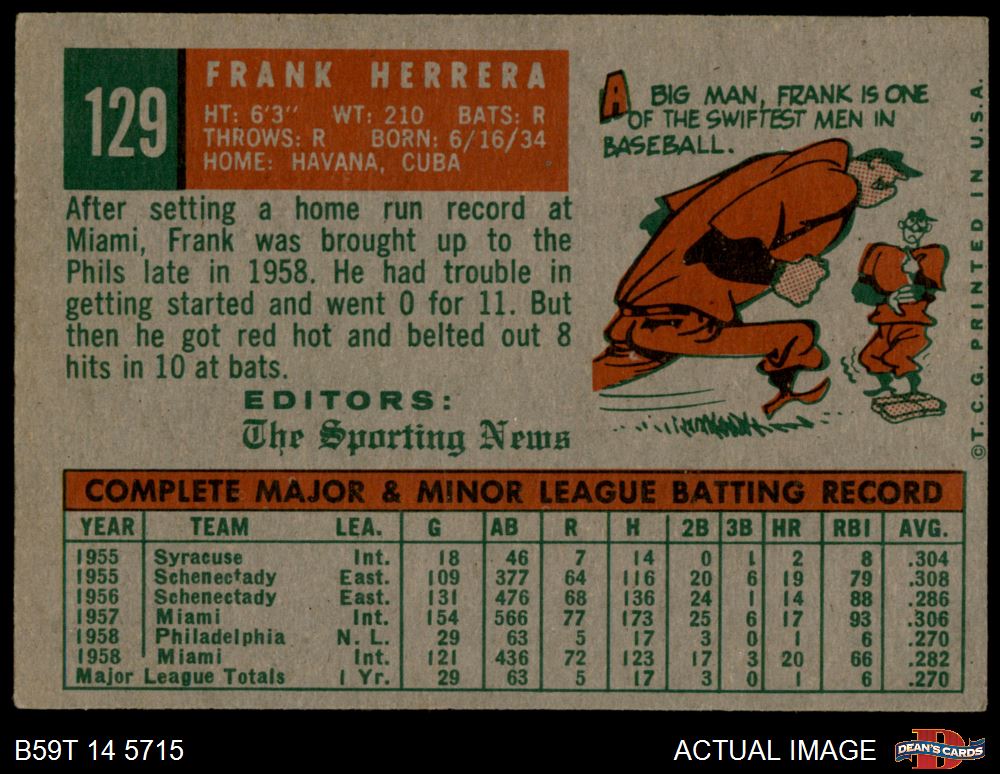 129
FRANK HERRERA
HT: 6'3" WT: 210 BATS: R
THROWS: R BORN: 6/16/34
HOME: HAVANA, CUBA
After setting a home run record at
Miami, Frank was brought up to the
Phils late in 1958. He had trouble in
getting started and went 0 for 11. But
then he got red hot and belted out 8
hits in 10 at bats.
EDITORS:
The Sporting News
A BIG MAN, FRANK IS ONE
OF THE SWIFTEST MEN IN
BASEBALL.
©T.C.G. PRINTED IN U.S.A.
COMPLETE MAJOR & MINOR LEAGUE BATTING RECORD
YEAR TEAM LEA. G AB R H 2B 3B HR RBI AVG.
1955 Syracuse Int. 18 46 7 14 0 1 2 8 .304
1955 Schenectady East. 109 377 64 116 20 6 19 79 .308
1956 Schenectady East. 131 476 68 136 24 1 14 88 .286
1957 Miami Int. 154 566 77 173 25 6 17 93 .306
1958 Philadelphia N. L. 29 63 5 17 3 0 1 6 .270
1958 Miami Int. 121 436 72 123 17 3 20 66 .282
Major League Totals 1 Yr. 29 63 5 17 3 0 1 6 .270
B59T 14 5715
ACTUAL IMAGE
DEAN'S CARDS